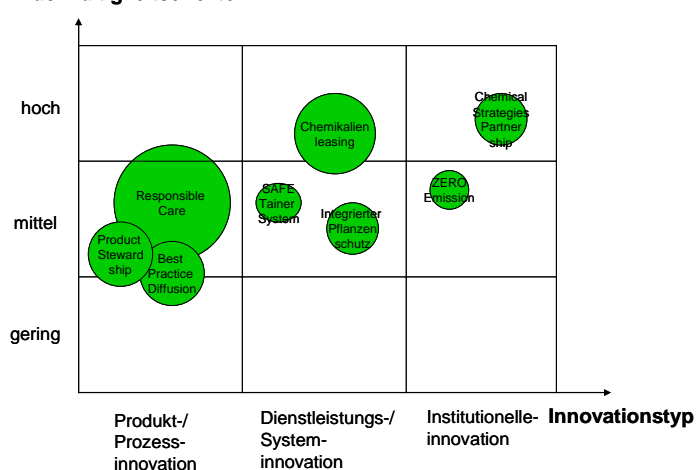 hoch
mittel
gering
Chemikalien
leasing
Chemical
Strategies
Partner
ship
Responsible
Care
SAFE
Tainer
System
Integrierter
Pflanzen
schutz
ZERO
Emission
Product
Steward
ship
Best
Practice
Diffusion
Produkt-/
Prozess-
innovation
Dienstleistungs-/
System-
innovation
Institutionelle-
innovation
Innovationstyp